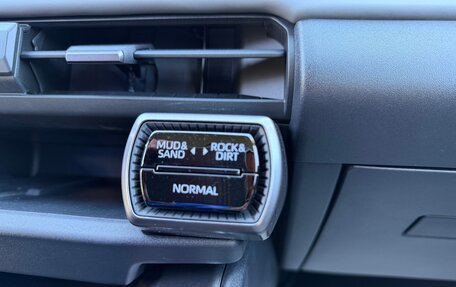 MUD& ROCK&
SAND DIRT
NORMAL